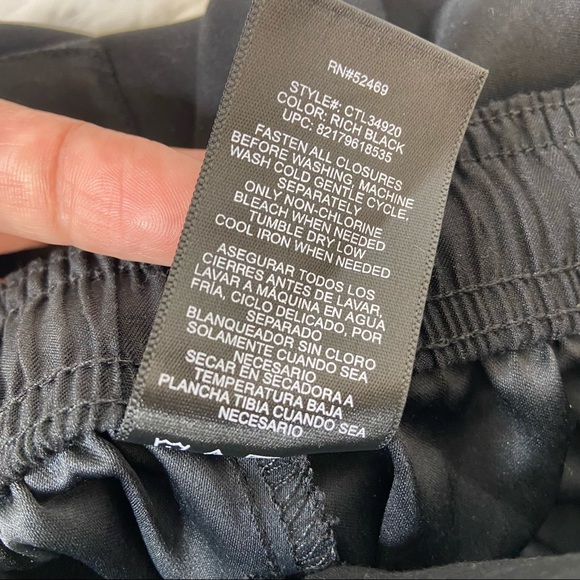 RN#52469
STYLE#: CTL34920
COLOR: RICH BLACK
UPC: 82179618535
FASTEN ALL CLOSURES
BEFORE WASHING, MACHINE
WASH COLD GENTLE CYCLE.
SEPARATELY
ONLY NON-CHLORINE
BLEACH WHEN NEEDED
TUMBLE DRY LOW
COOL IRON WHEN NEEDED
ASEGURAR TODOS LOS
CIERRES ANTES DE LAVAR,
LAVAR A MÁQUINA EN AGUA
FRÍA, CICLO DELICADO. POR
SEPARADO
BLANQUEADOR SIN CLORO
SOLAMENTE CUANDO SEA
NECESARIO
SECAR EN SECADORA A
TEMPERATURA BAJA
PLANCHA TIBIA CUANDO SEA
NECESARIO